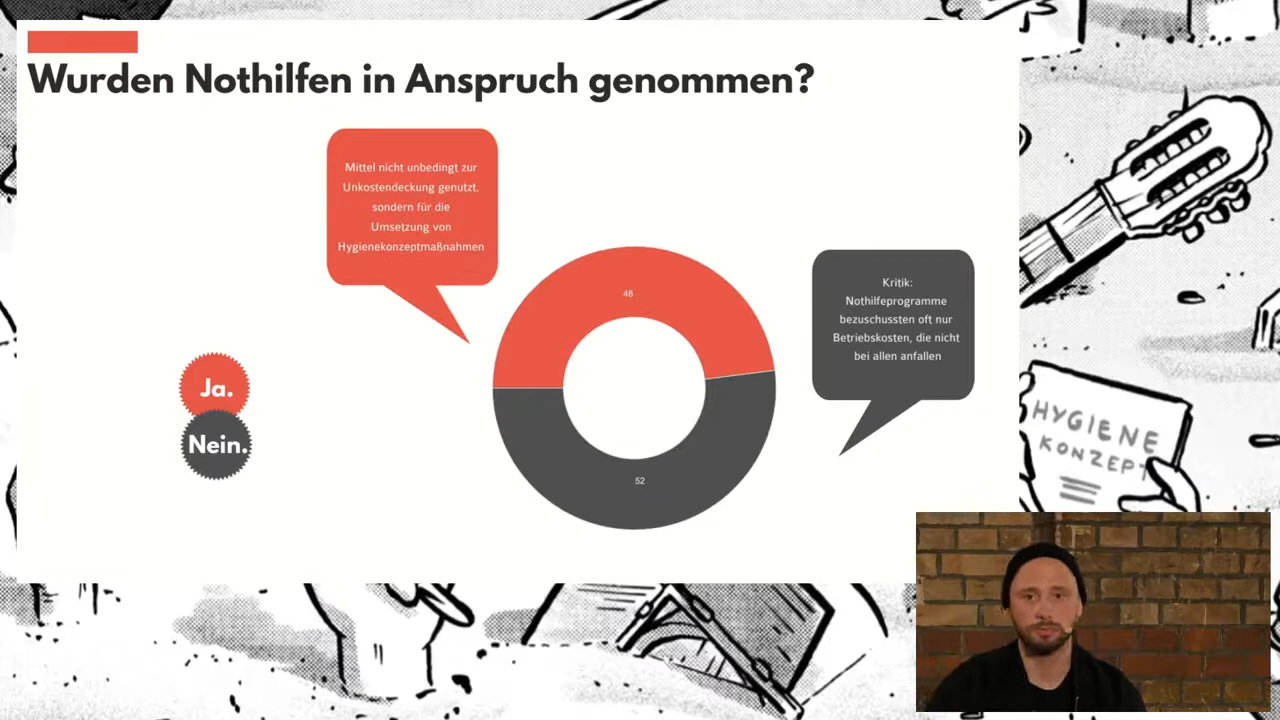 Wurden Nothilfen in Anspruch genommen?
Mittel nicht unbedingt zur
Unkostendeckung genutzt,
sondern für die
Umsetzung von
Hygienekonzeptmaßnahmen
48
Kritik:
Nothilfeprogramme
bezuschussten oft nur
Betriebskosten, die nicht
bei allen anfallen
Ja.
Nein.
52
HYGIENE
KONZEPT